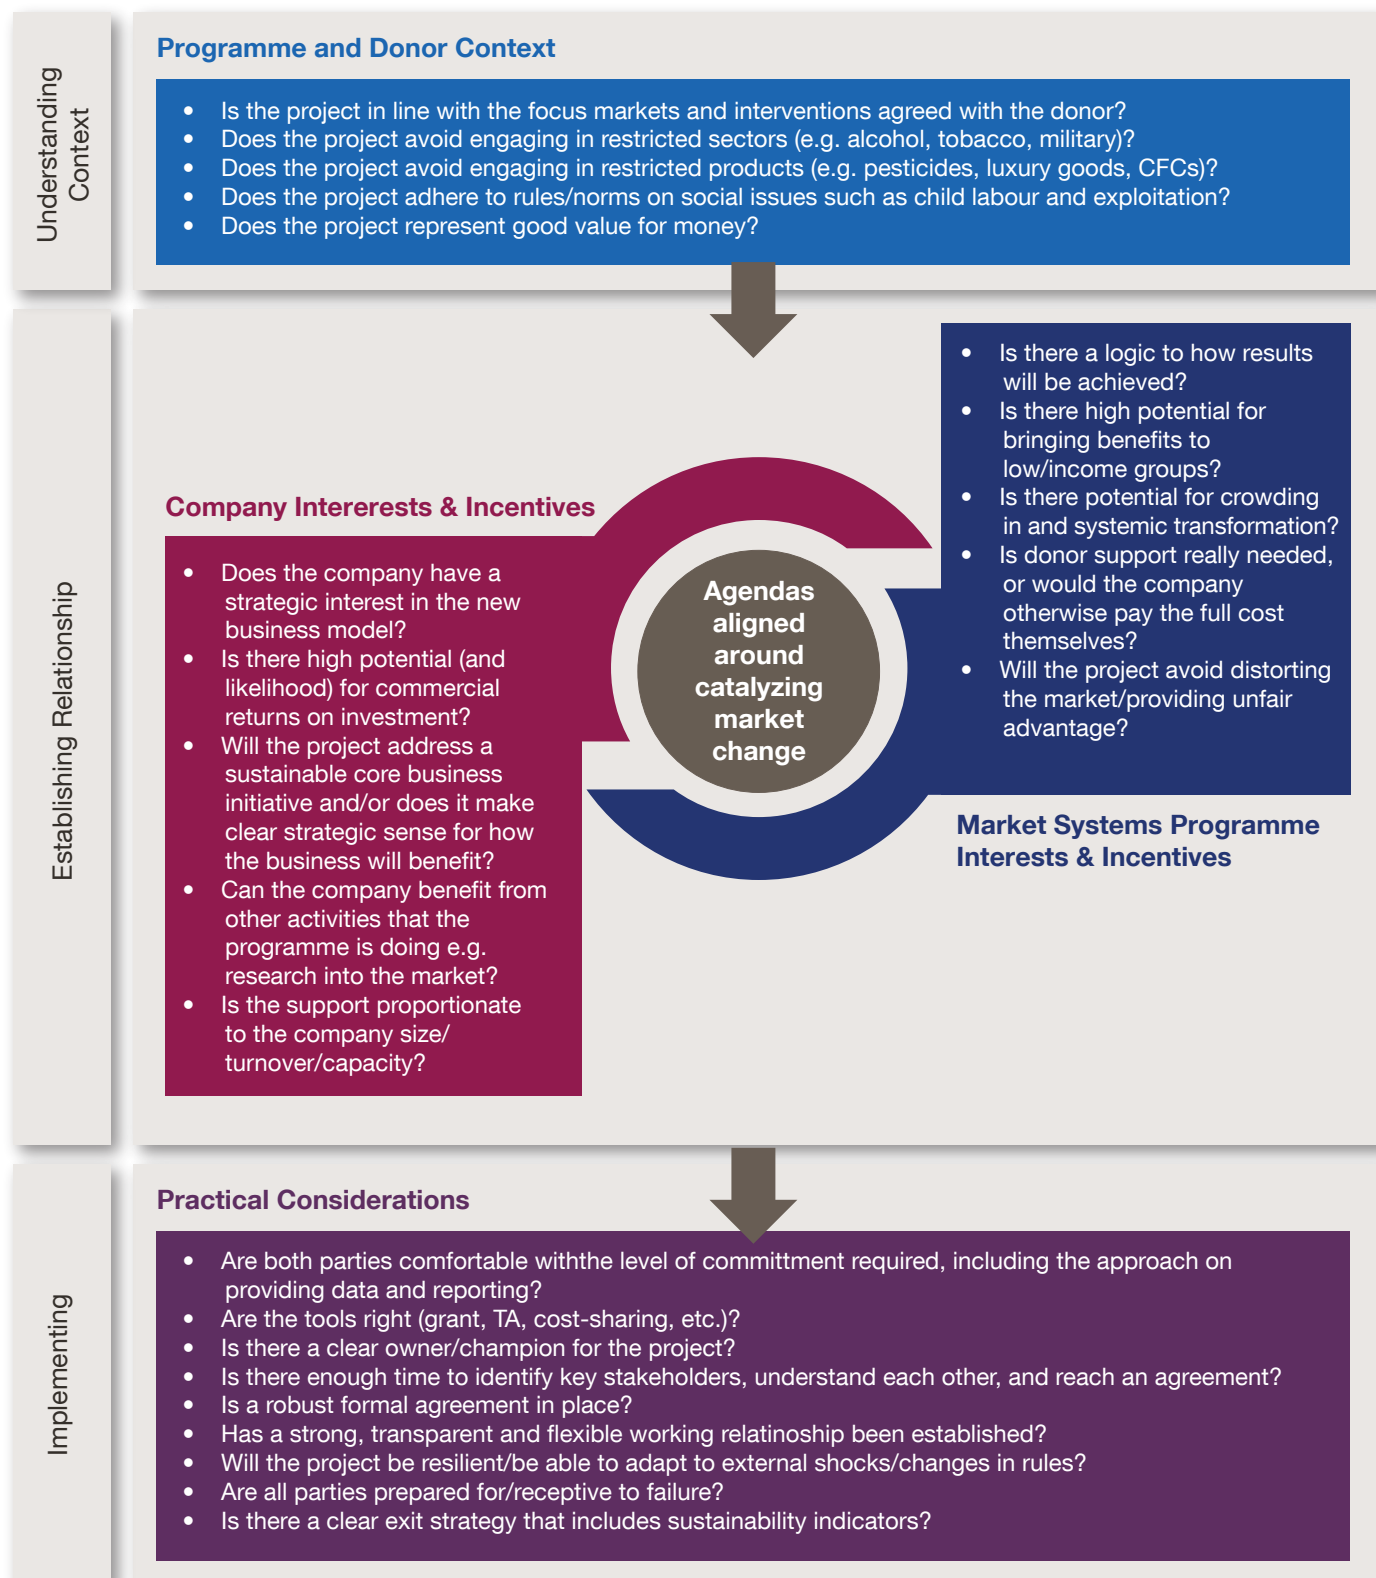 Understanding
Context
Programme and Donor Context
• Is the project in line with the focus markets and interventions agreed with the donor?
• Does the project avoid engaging in restricted sectors (e.g. alcohol, tobacco, military)?
• Does the project avoid engaging in restricted products (e.g. pesticides, luxury goods, CFCs)?
• Does the project adhere to rules/norms on social issues such as child labour and exploitation?
• Does the project represent good value for money?
Establishing Relationship
Company Intererests & Incentives
• Does the company have a
strategic interest in the new
business model?
• Is there high potential (and
likelihood) for commercial
returns on investment?
• Will the project address a
sustainable core business
initiative and/or does it make
clear strategic sense for how
the business will benefit?
• Can the company benefit from
other activities that the
programme is doing e.g.
research into the market?
• Is the support proportionate
to the company size/
turnover/capacity?
Agendas
aligned
around
catalyzing
market
change
• Is there a logic to how results
will be achieved?
• Is there high potential for
bringing benefits to
low/income groups?
• Is there potential for crowding
in and systemic transformation?
• Is donor support really needed,
or would the company
otherwise pay the full cost
themselves?
• Will the project avoid distorting
the market/providing unfair
advantage?
Market Systems Programme
Interests & Incentives
Implementing
Practical Considerations
• Are both parties comfortable withthe level of committment required, including the approach on
providing data and reporting?
• Are the tools right (grant, TA, cost-sharing, etc.)?
• Is there a clear owner/champion for the project?
• Is there enough time to identify key stakeholders, understand each other, and reach an agreement?
• Is a robust formal agreement in place?
• Has a strong, transparent and flexible working relatinoship been established?
• Will the project be resilient/be able to adapt to external shocks/changes in rules?
• Are all parties prepared for/receptive to failure?
• Is there a clear exit strategy that includes sustainability indicators?